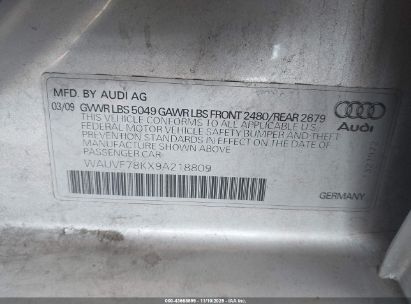 MFD. BY AUDI AG
03/09 GVWR LBS 5049 GAWR LBS FRONT 2480/REAR 2679
THIS VEHICLE CONFORMS TO ALL APPLICABLE U.S.
FEDERAL MOTOR VEHICLE SAFETY BUMPER AND THEFT
PREVENTION STANDARDS IN EFFECT ON THE DATE OF
MANUFACTURE SHOWN ABOVE
PASSENGER CAR
Audi
WAUVF78KX9A218809
GERMANY